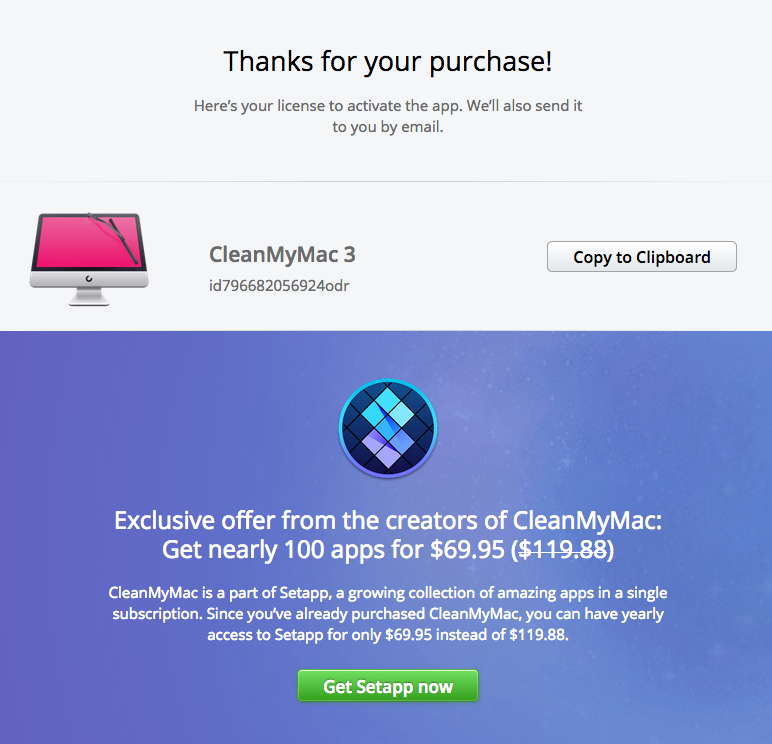 Thanks for your purchase!
Here's your license to activate the app. We'll also send it
to you by email.
CleanMyMac 3
id796682056924odr
Copy to Clipboard
Exclusive offer from the creators of CleanMyMac:
Get nearly 100 apps for $69.95 ($119.88)
CleanMyMac is a part of Setapp, a growing collection of amazing apps in a single
subscription. Since you've already purchased CleanMyMac, you can have yearly
access to Setapp for only $69.95 instead of $119.88.
Get Setapp now